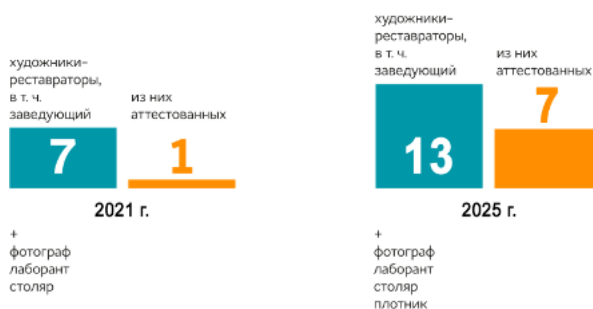 художники-
реставраторы,
в т. ч.
заведующий
из них
аттестованных
7
1
2021 г.
+
фотограф
лаборант
столяр
художники-
реставраторы,
в т. ч.
заведующий
из них
аттестованных
13
7
2025 г.
+
фотограф
лаборант
столяр
плотник